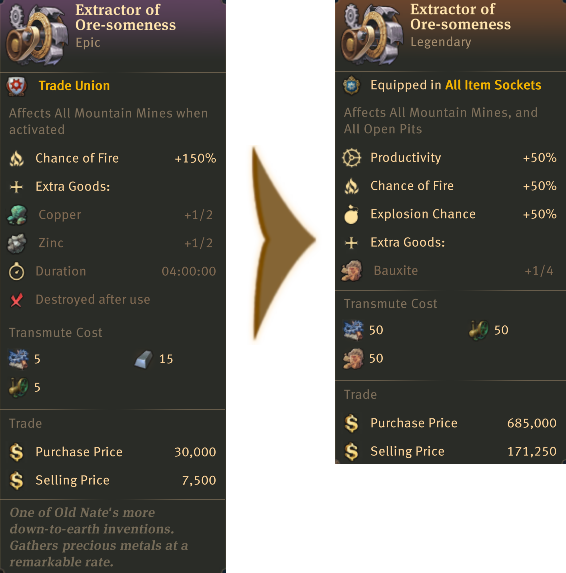 Extractor of
Ore-someness
Epic
Trade Union
Affects All Mountain Mines when
activated
Chance of Fire +150%
Extra Goods:
Copper +1/2
Zinc +1/2
Duration 04:00:00
Destroyed after use
Transmute Cost
5 15
5
Trade
Purchase Price 30,000
Selling Price 7,500
One of Old Nate's more
down-to-earth inventions.
Gathers precious metals at a
remarkable rate.
Extractor of
Ore-someness
Legendary
Equipped in All Item Sockets
Affects All Mountain Mines, and
All Open Pits
Productivity +50%
Chance of Fire +50%
Explosion Chance +50%
Extra Goods:
Bauxite +1/4
Transmute Cost
50 50
50
Trade
Purchase Price 685,000
Selling Price 171,250